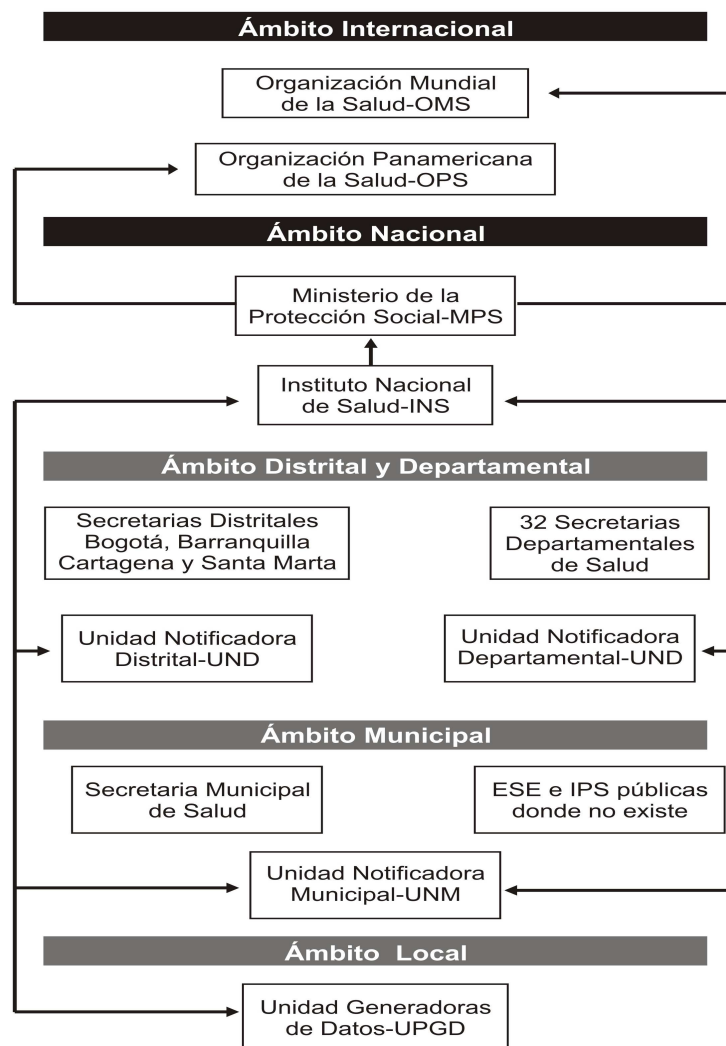 Ámbito Internacional
Organización Mundial
de la Salud-OMS
Organización Panamericana
de la Salud-OPS
Ámbito Nacional
Ministerio de la
Protección Social-MPS
Instituto Nacional
de Salud-INS
Ámbito Distrital y Departamental
Secretarias Distritales
Bogotá, Barranquilla
Cartagena y Santa Marta
32 Secretarias
Departamentales
de Salud
Unidad Notificadora
Distrital-UND
Unidad Notificadora
Departamental-UND
Ámbito Municipal
Secretaria Municipal
de Salud
ESE e IPS públicas
donde no existe
Unidad Notificadora
Municipal-UNM
Ámbito Local
Unidad Generadoras
de Datos-UPGD